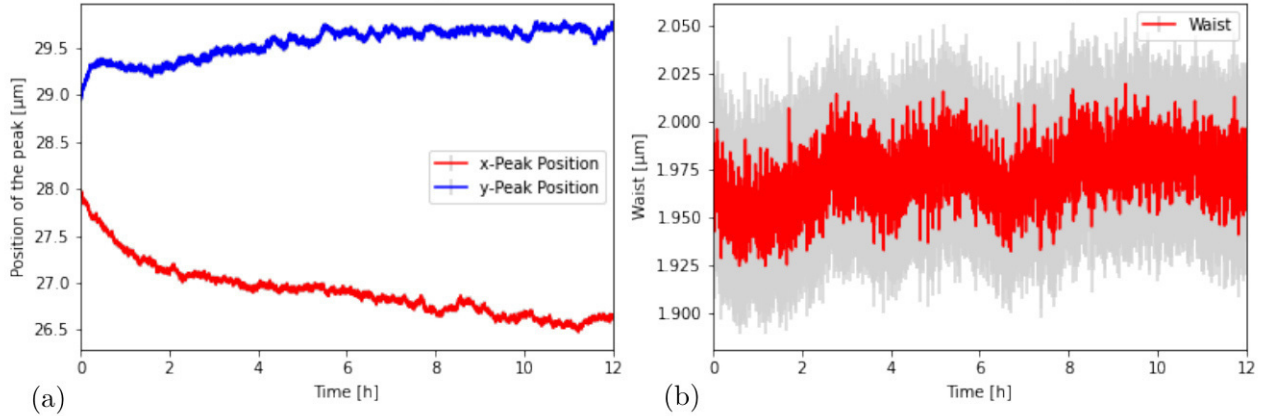 29.5
29.0
28.5
28.0
27.5
27.0
26.5
Position of the peak [μm]
x-Peak Position
y-Peak Position
0 2 4 6 8 10 12
Time [h]
(a)
2.050
2.025
2.000
1.975
1.950
1.925
1.900
Waist [μm]
Waist
0 2 4 6 8 10 12
Time [h]
(b)